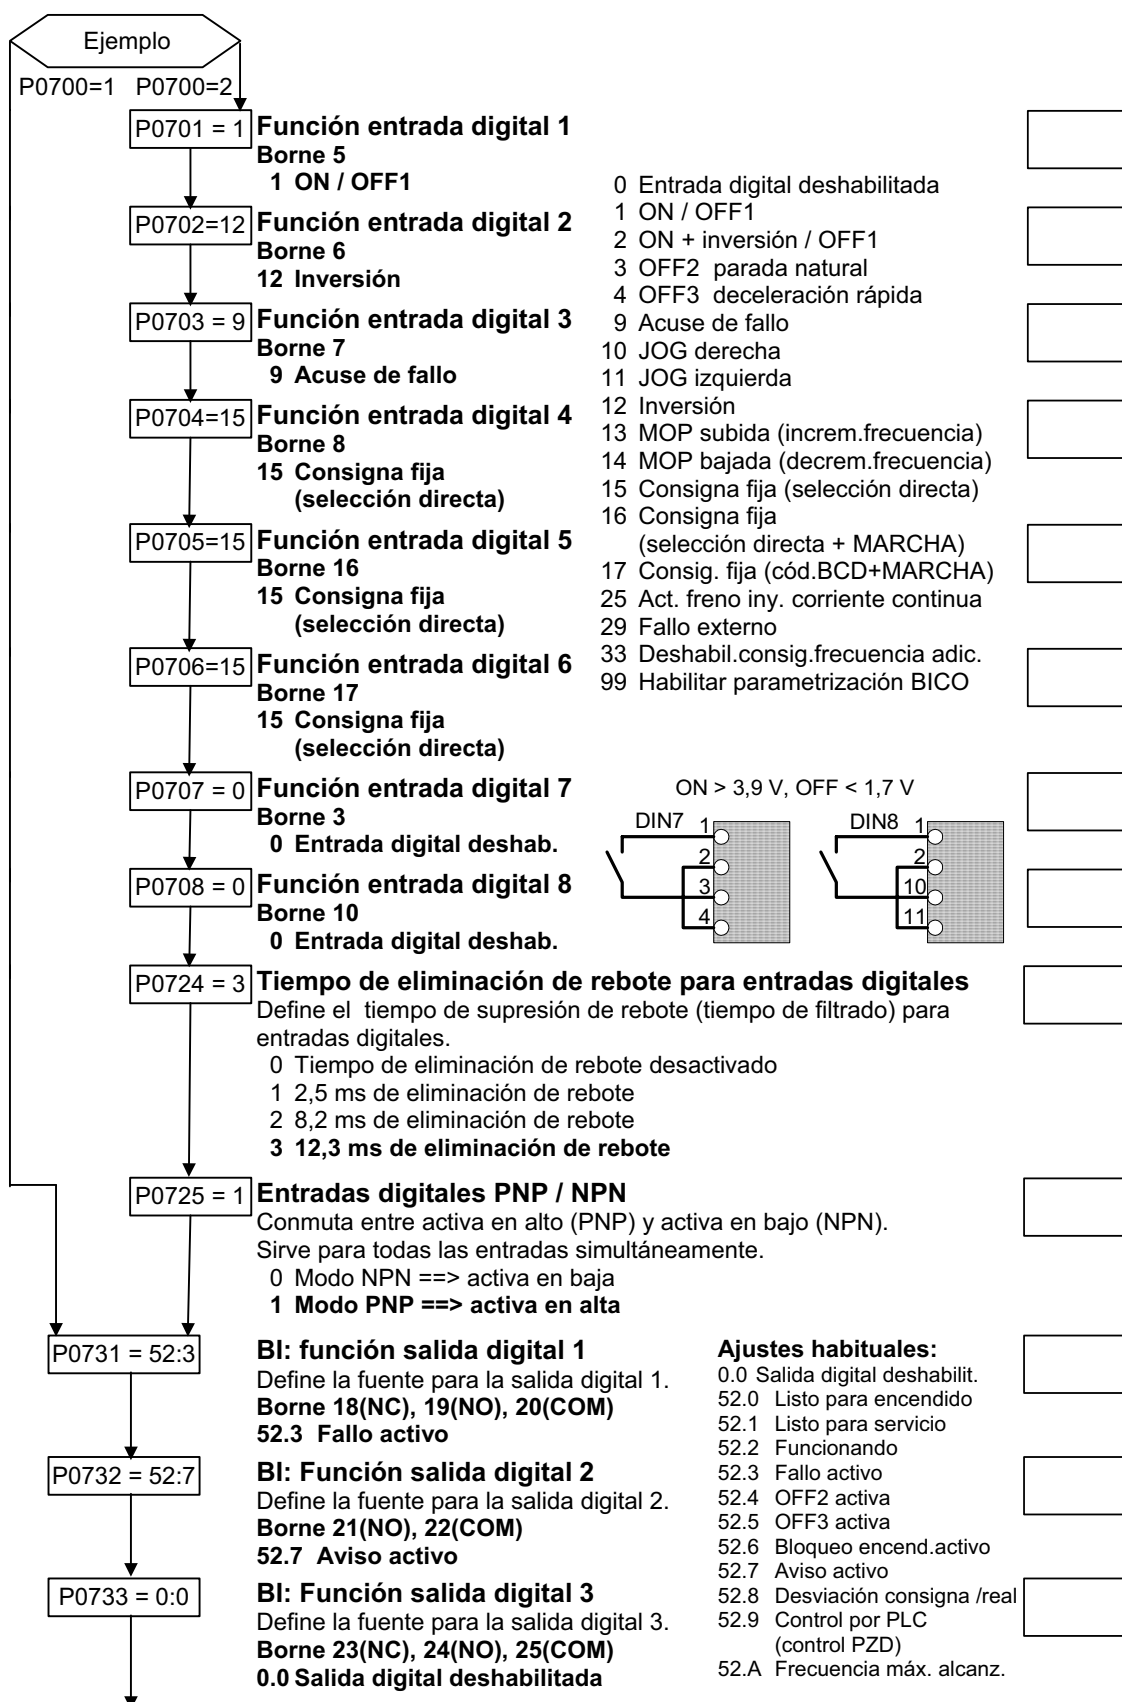 Ejemplo
P0700=1 P0700=2
P0701 = 1 Función entrada digital 1
Borne 5
1 ON / OFF1
P0702=12 Función entrada digital 2
Borne 6
12 Inversión
P0703 = 9 Función entrada digital 3
Borne 7
9 Acuse de fallo
P0704=15 Función entrada digital 4
Borne 8
15 Consigna fija
(selección directa)
P0705=15 Función entrada digital 5
Borne 16
15 Consigna fija
(selección directa)
P0706=15 Función entrada digital 6
Borne 17
15 Consigna fija
(selección directa)
0 Entrada digital deshabilitada
1 ON / OFF1
2 ON + inversión / OFF1
3 OFF2 parada natural
4 OFF3 deceleración rápida
9 Acuse de fallo
10 JOG derecha
11 JOG izquierda
12 Inversión
13 MOP subida (increm.frecuencia)
14 MOP bajada (decrem.frecuencia)
15 Consigna fija (selección directa)
16 Consigna fija
(selección directa + MARCHA)
17 Consig. fija (cód.BCD+MARCHA)
25 Act. freno iny. corriente continua
29 Fallo externo
33 Deshabil.consig.frecuencia adic.
99 Habilitar parametrización BICO
P0707 = 0 Función entrada digital 7
Borne 3
0 Entrada digital deshab.
P0708 = 0 Función entrada digital 8
Borne 10
0 Entrada digital deshab.
ON > 3,9 V, OFF < 1,7 V
DIN7 1
2
3
4
DIN8 1
2
10
11
P0724 = 3 Tiempo de eliminación de rebote para entradas digitales
Define el tiempo de supresión de rebote (tiempo de filtrado) para
entradas digitales.
0 Tiempo de eliminación de rebote desactivado
1 2,5 ms de eliminación de rebote
2 8,2 ms de eliminación de rebote
3 12,3 ms de eliminación de rebote
P0725 = 1 Entradas digitales PNP / NPN
Conmuta entre activa en alto (PNP) y activa en bajo (NPN).
Sirve para todas las entradas simultáneamente.
0 Modo NPN ==> activa en baja
1 Modo PNP ==> activa en alta
P0731 = 52:3 BI: función salida digital 1
Define la fuente para la salida digital 1.
Borne 18(NC), 19(NO), 20(COM)
52.3 Fallo activo
P0732 = 52:7 BI: Función salida digital 2
Define la fuente para la salida digital 2.
Borne 21(NO), 22(COM)
52.7 Aviso activo
P0733 = 0:0 BI: Función salida digital 3
Define la fuente para la salida digital 3.
Borne 23(NC), 24(NO), 25(COM)
0.0 Salida digital deshabilitada
Ajustes habituales:
0.0 Salida digital deshabilit.
52.0 Listo para encendido
52.1 Listo para servicio
52.2 Funcionando
52.3 Fallo activo
52.4 OFF2 activa
52.5 OFF3 activa
52.6 Bloqueo encend.activo
52.7 Aviso activo
52.8 Desviación consigna /real
52.9 Control por PLC
(control PZD)
52.A Frecuencia máx. alcanz.